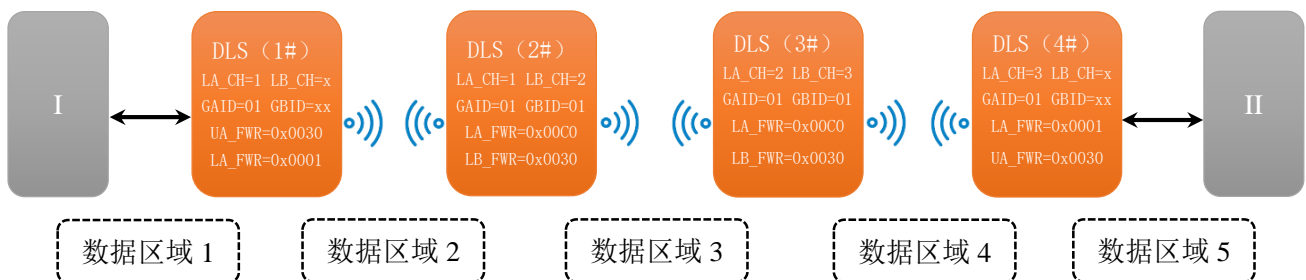 I
DLS（1#）
LA_CH=1 LB_CH=x
GAID=01 GBID=xx
UA_FWR=0x0030
LA_FWR=0x0001
DLS（2#）
LA_CH=1 LB_CH=2
GAID=01 GBID=01
LA_FWR=0x00C0
LB_FWR=0x0030
DLS（3#）
LA_CH=2 LB_CH=3
GAID=01 GBID=01
LA_FWR=0x00C0
LB_FWR=0x0030
DLS（4#）
LA_CH=3 LB_CH=x
GAID=01 GBID=xx
LA_FWR=0x0001
UA_FWR=0x0030
II
数据区域 1
数据区域 2
数据区域 3
数据区域 4
数据区域 5